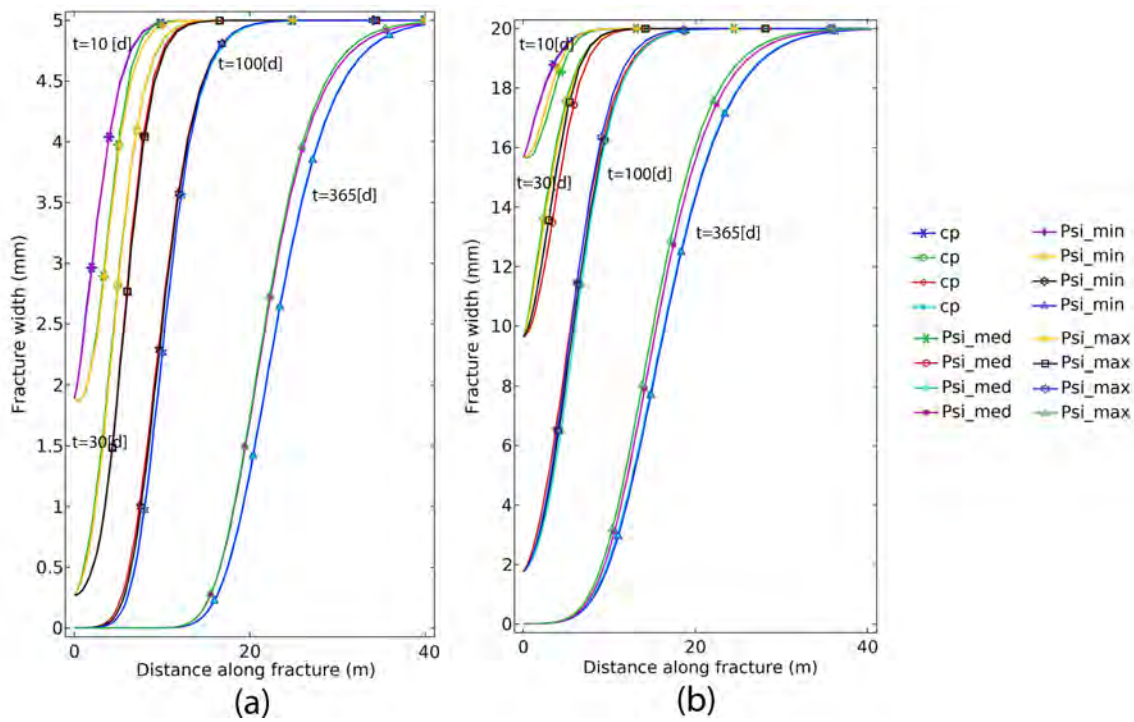 5
4.5
4
3.5
3
2.5
2
1.5
1
0.5
0
Fracture width (mm)
t=10 [d]
t=100[d]
t=365[d]
t=30[d]
0
20
40
Distance along fracture (m)
(a)
20
18
16
14
12
10
8
6
4
2
0
Fracture width (mm)
t=10[d]
t=30[d]
t=100[d]
t=365[d]
0
10
20
30
40
Distance along fracture (m)
(b)
cp
cp
cp
cp
Psi_med
Psi_med
Psi_med
Psi_med
Psi_min
Psi_min
Psi_min
Psi_min
Psi_max
Psi_max
Psi_max
Psi_max